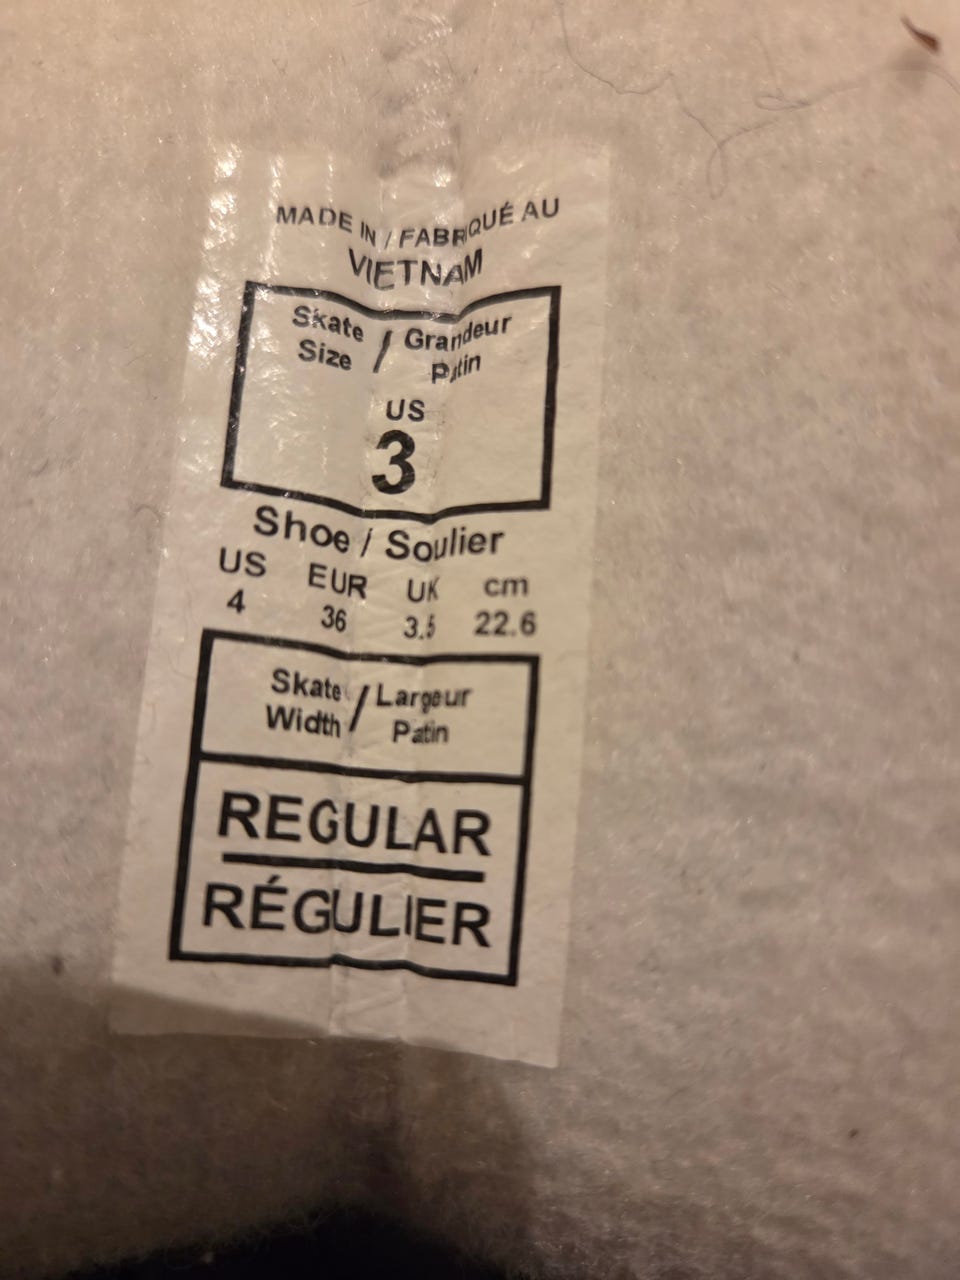 MADE IN / FABRIQUÉ AU
VIETNAM
Skate Size / Grandeur Patin
US
3
Shoe / Soulier
US EUR UK cm
4 36 3.5 22.6
Skate Width / Largeur Patin
REGULAR
RÉGULIER